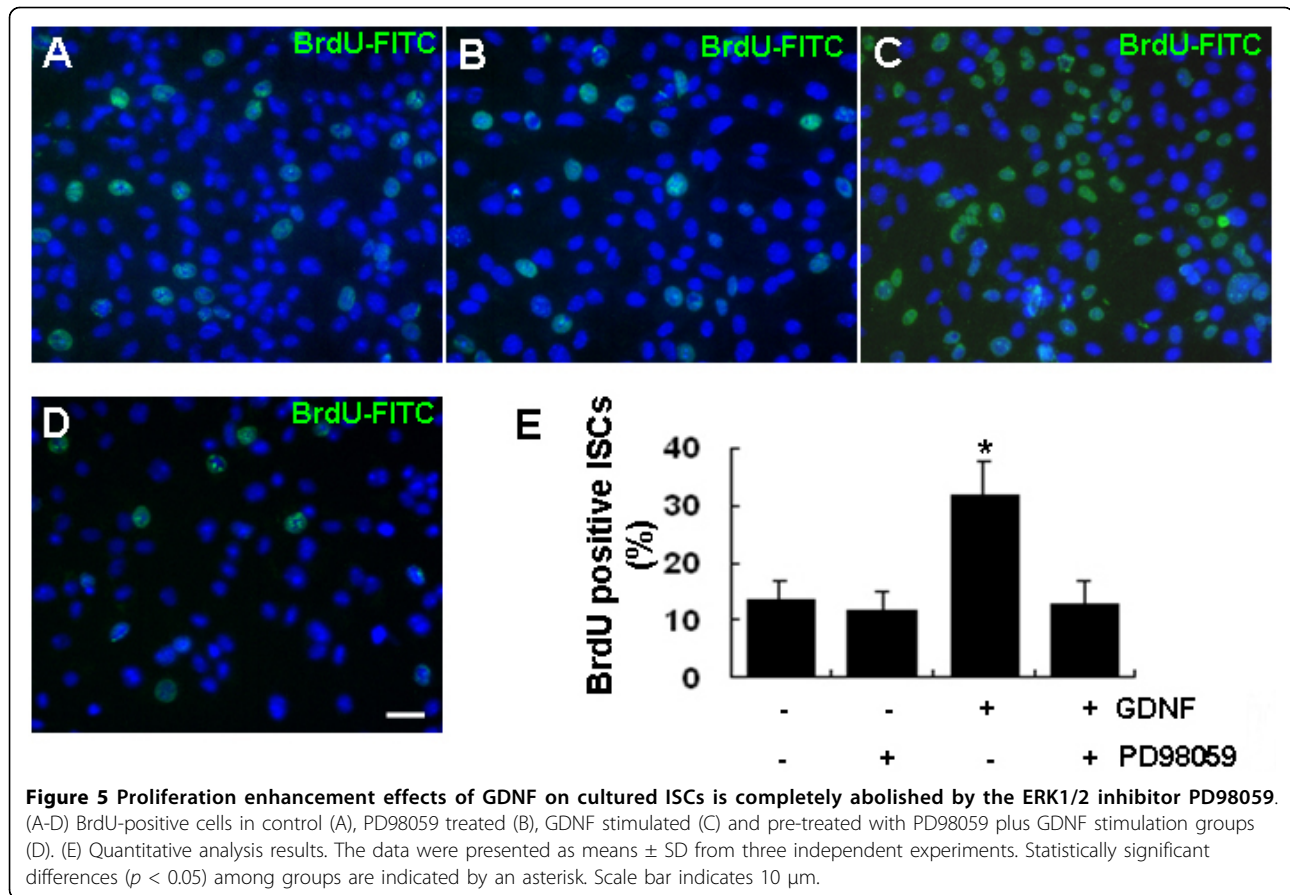 A
BrdU-FITC
B
BrdU-FITC
C
BrdU-FITC
D
BrdU-FITC
E
BrdU positive ISCs
(%)
40
30
20
10
0
*
- - + + GDNF
- + - + PD98059
Figure 5 Proliferation enhancement effects of GDNF on cultured ISCs is completely abolished by the ERK1/2 inhibitor PD98059.
(A-D) BrdU-positive cells in control (A), PD98059 treated (B), GDNF stimulated (C) and pre-treated with PD98059 plus GDNF stimulation groups
(D). (E) Quantitative analysis results. The data were presented as means ± SD from three independent experiments. Statistically significant
differences (p < 0.05) among groups are indicated by an asterisk. Scale bar indicates 10 μm.